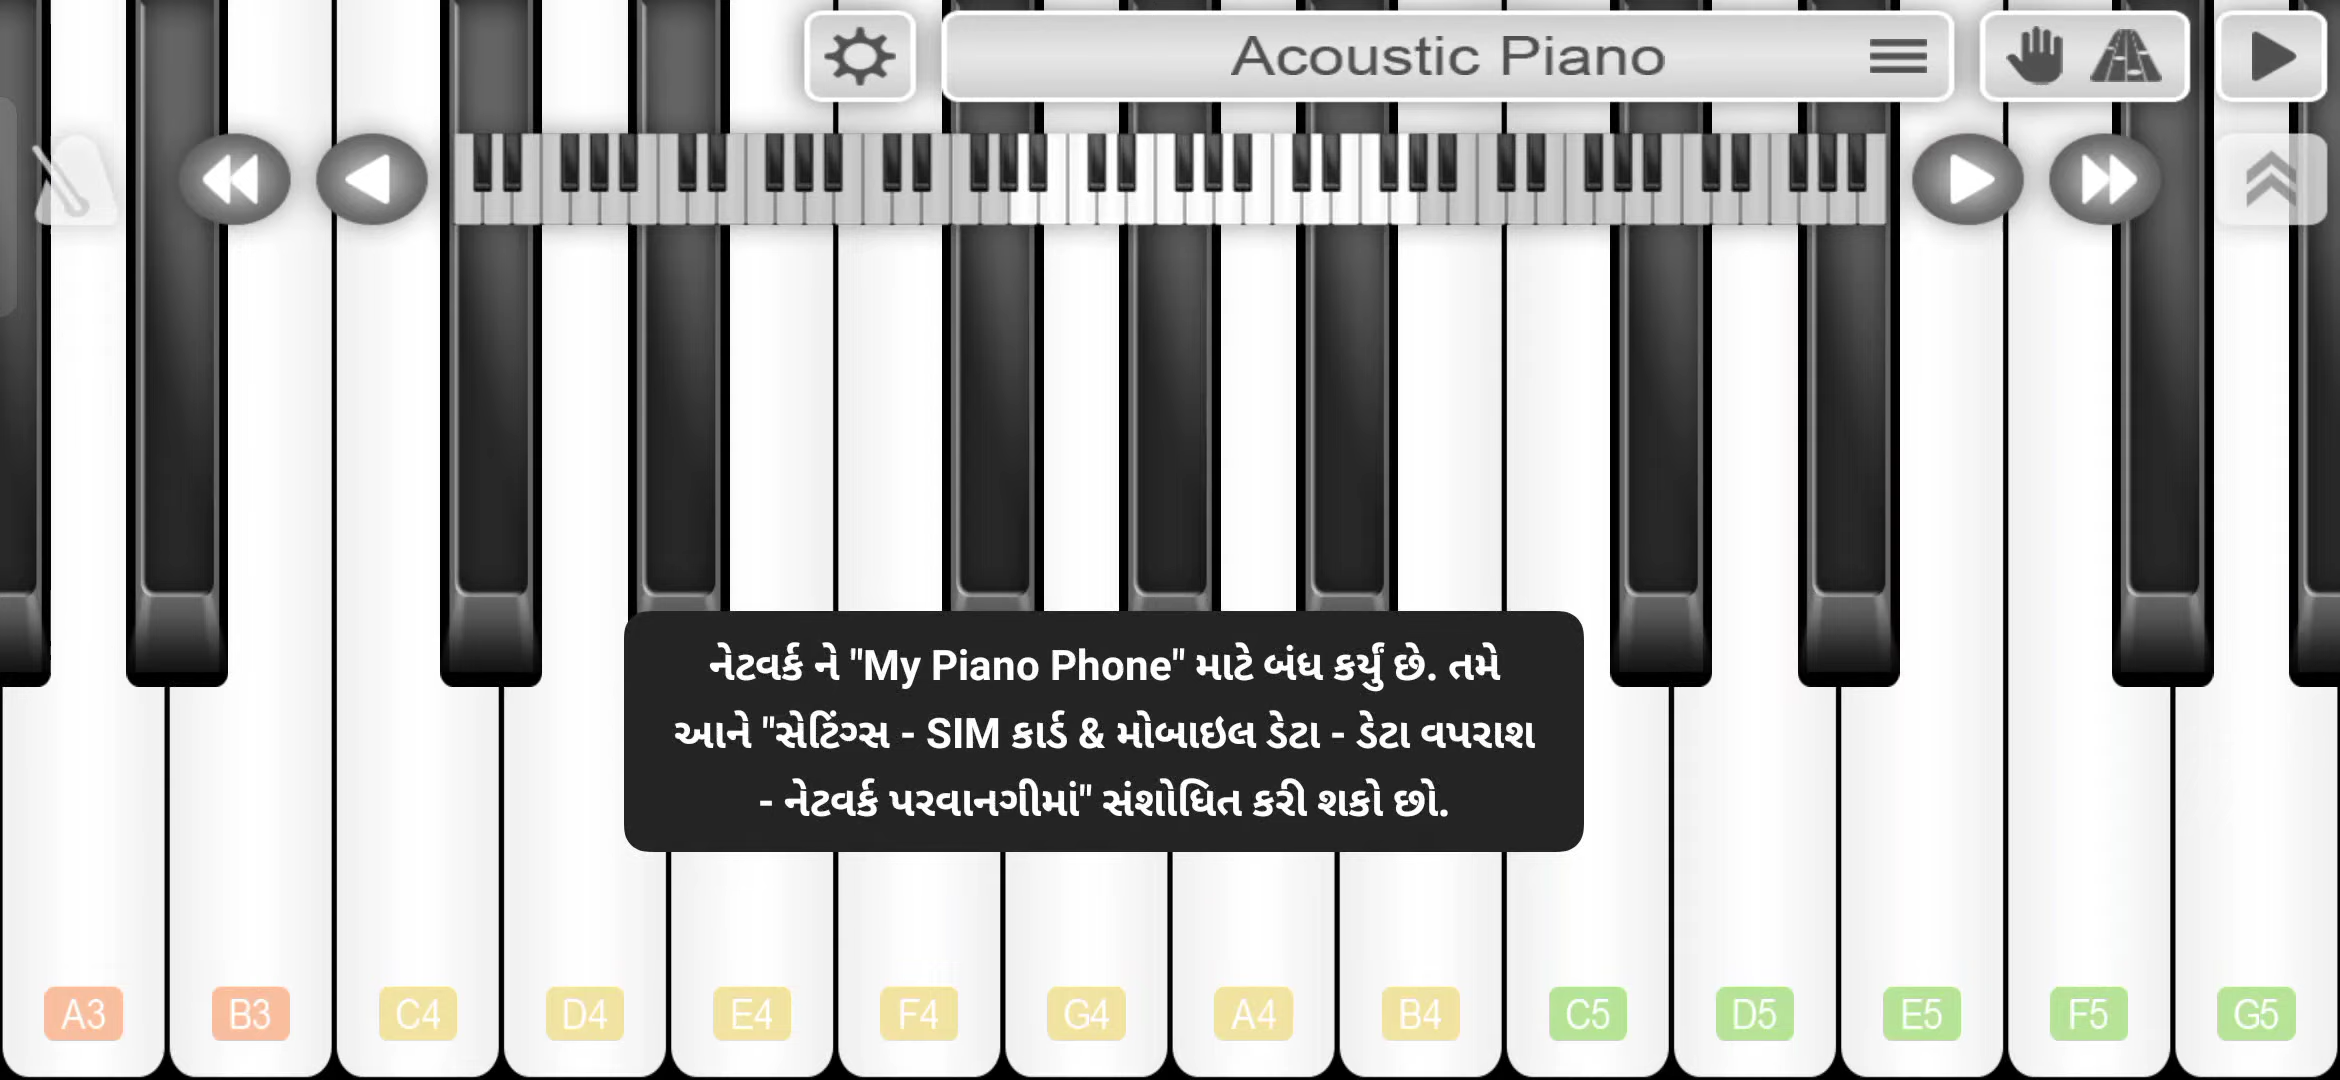 Acoustic Piano
નેટવર્ક ને "My Piano Phone" માટે બંધ કર્યું છે. તમે
આને "સેટિંગ્સ - SIM કાર્ડ & મોબાઇલ ડેટા - ડેટા વપરાશ
- નેટવર્ક પરવાનગીમાં" સંશોધિત કરી શકો છો.
A3 B3 C4 D4 E4 F4 G4 A4 B4 C5 D5 E5 F5 G5